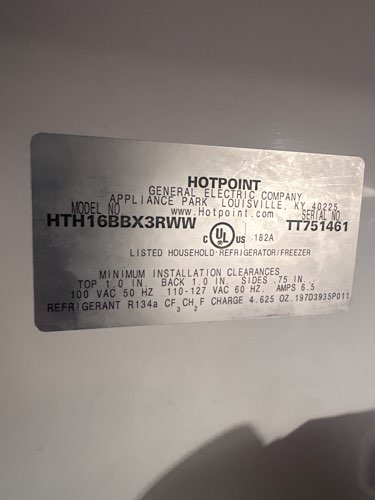 HOTPOINT
GENERAL ELECTRIC COMPANY
APPLIANCE PARK LOUISVILLE, KY 40225
MODEL NO. www.Hotpoint.com SERIAL NO.
HTH16BBX3RWW C UL US 182A TT751461
LISTED HOUSEHOLD REFRIGERATOR/FREEZER
MINIMUM INSTALLATION CLEARANCES
TOP 1.0 IN. BACK 1.0 IN. SIDES .75 IN.
100 VAC 50 HZ. 110-127 VAC 60 HZ. AMPS 6.5
REFRIGERANT R134a CF3CH2F CHARGE 4.625 OZ. 197D3935P011